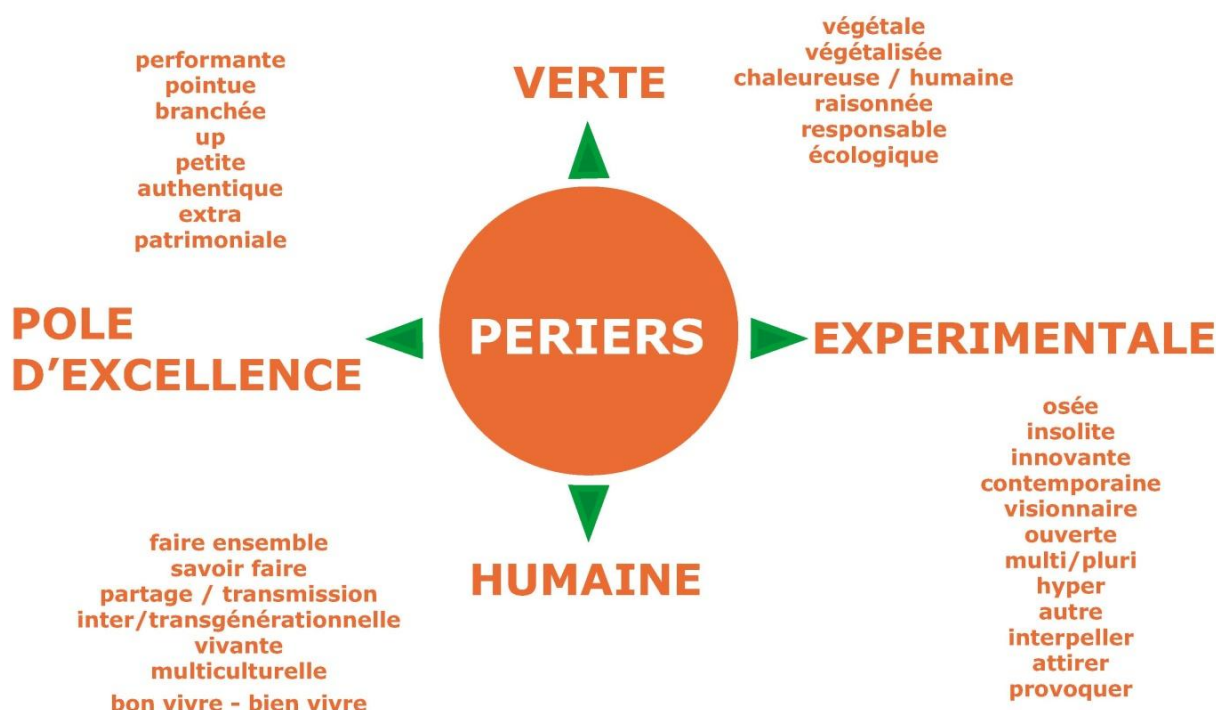 performante
pointue
branchée
up
petite
authentique
extra
patrimoniale
VERTE
végétale
végétalisée
chaleureuse / humaine
raisonnée
responsable
écologique
POLE
D’EXCELLENCE
PERIERS
EXPERIMENTALE
osée
insolite
innovante
contemporaine
visionnaire
ouverte
multi/pluri
hyper
autre
interpeller
attirer
provoquer
HUMAINE
faire ensemble
savoir faire
partage / transmission
inter/transgénérationnelle
vivante
multiculturelle
bon vivre - bien vivre